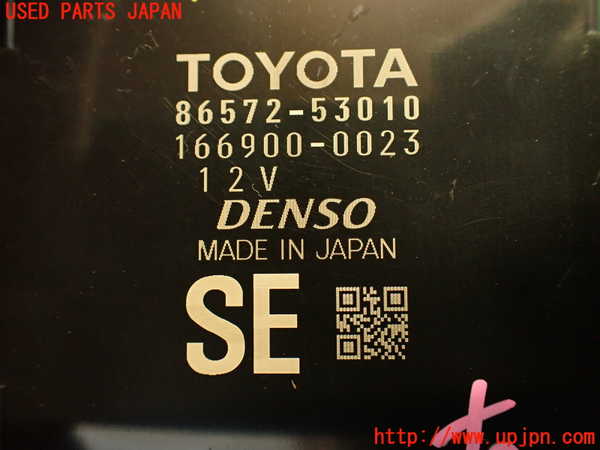 USED PARTS JAPAN
TOYOTA
86572-53010
166900-0023
12V
DENSO
MADE IN JAPAN
SE
http://www.upjpn.com/